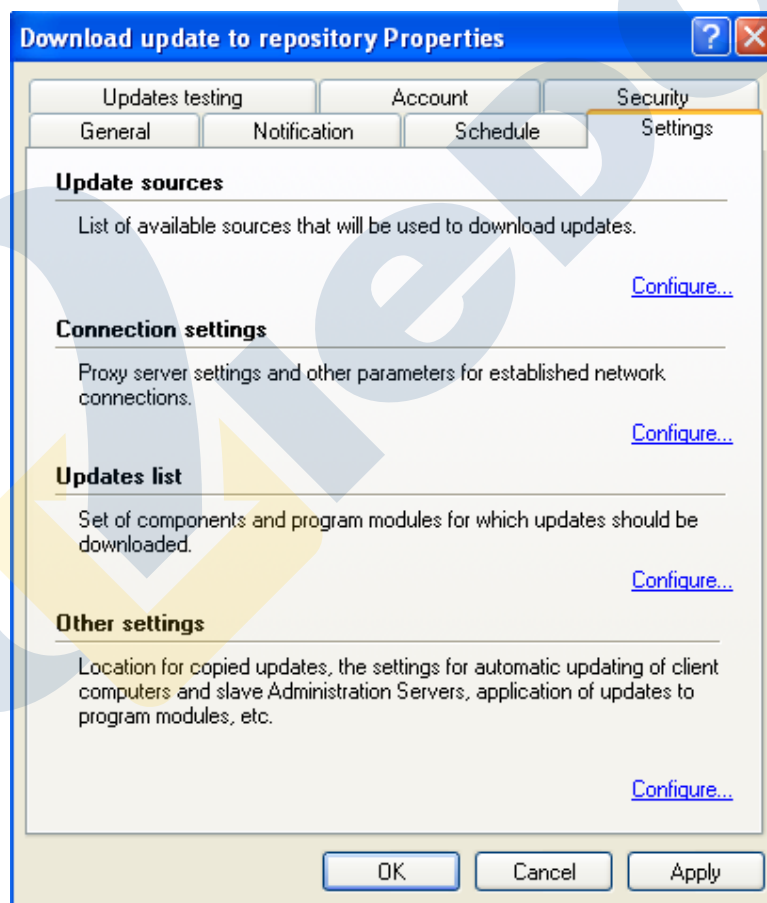 Download update to repository Properties
Updates testing Account Security
General Notification Schedule Settings
Update sources
List of available sources that will be used to download updates.
Configure...
Connection settings
Proxy server settings and other parameters for established network
connections.
Configure...
Updates list
Set of components and program modules for which updates should be
downloaded.
Configure...
Other settings
Location for copied updates, the settings for automatic updating of client
computers and slave Administration Servers, application of updates to
program modules, etc.
Configure...
OK Cancel Apply